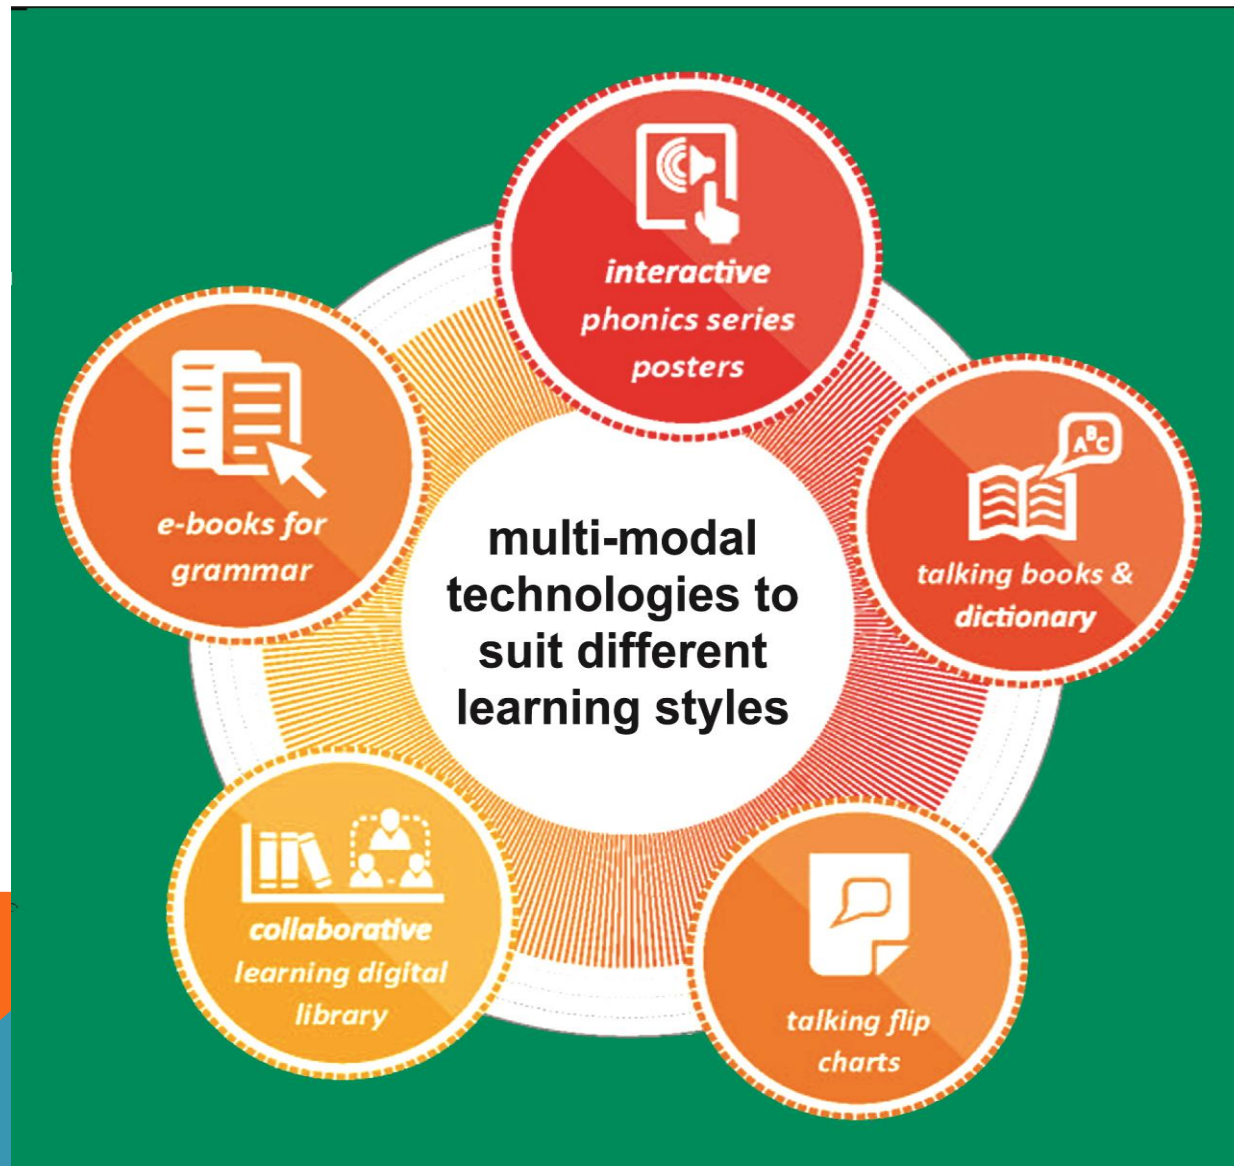 interactive
phonics series
posters
talking books &
dictionary
talking flip
charts
collaborative
learning digital
library
e-books for
grammar
multi-modal
technologies to
suit different
learning styles
ABC